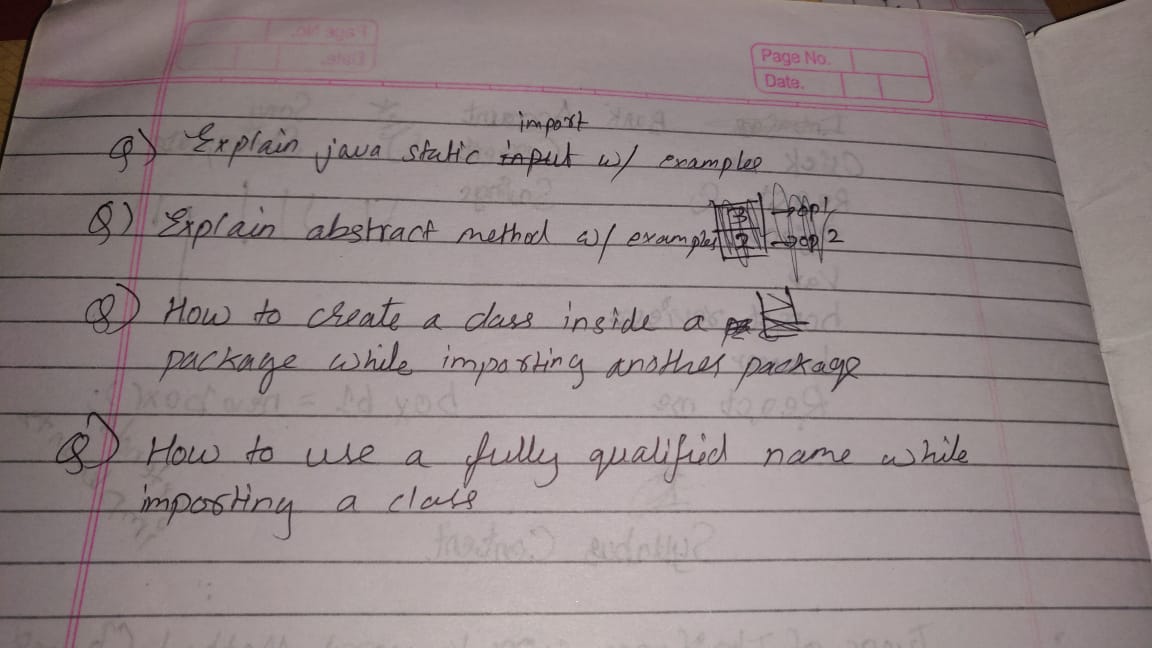 Page No.
Date.
import
Q) Explain java static input w/ examples
Q) Explain abstract method w/ examples
Q) How to create a class inside a
package while importing another package
Q) How to use a fully qualified name while
importing a class